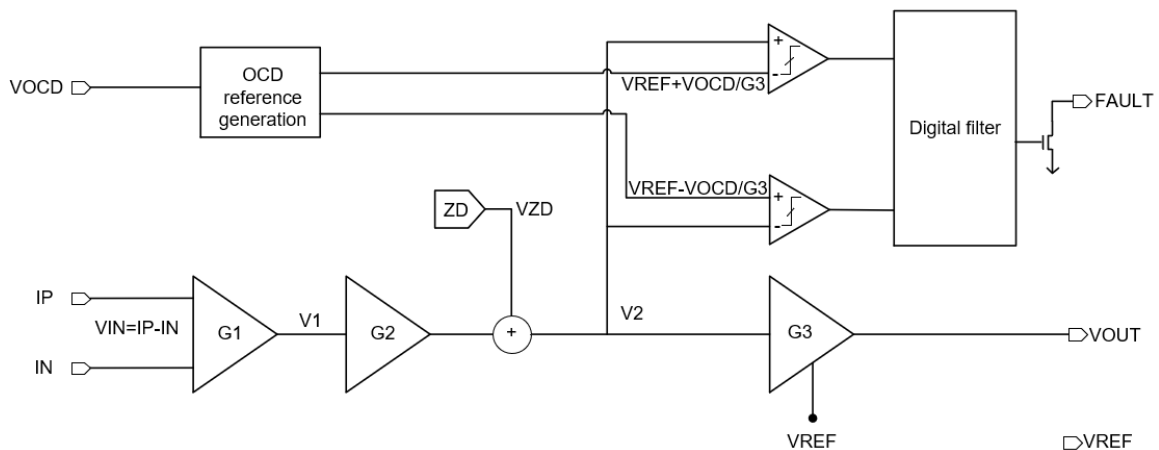 VOCD
OCD
reference
generation
+
-
VREF+VOCD/G3
Digital filter
FAULT
VREF-VOCD/G3
+
-
ZD
VZD
IP
VIN=IP-IN
IN
G1
V1
G2
+
V2
G3
VOUT
VREF
VREF